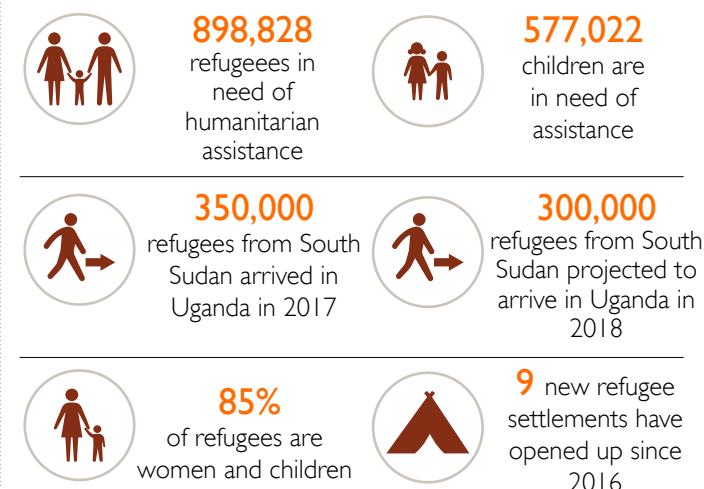 898,828
refugeees in
need of
humanitarian
assistance
577,022
children are
in need of
assistance
350,000
refugees from South
Sudan arrived in
Uganda in 2017
300,000
refugees from South
Sudan projected to
arrive in Uganda in
2018
85%
of refugees are
women and children
9 new refugee
settlements have
opened up since
2016